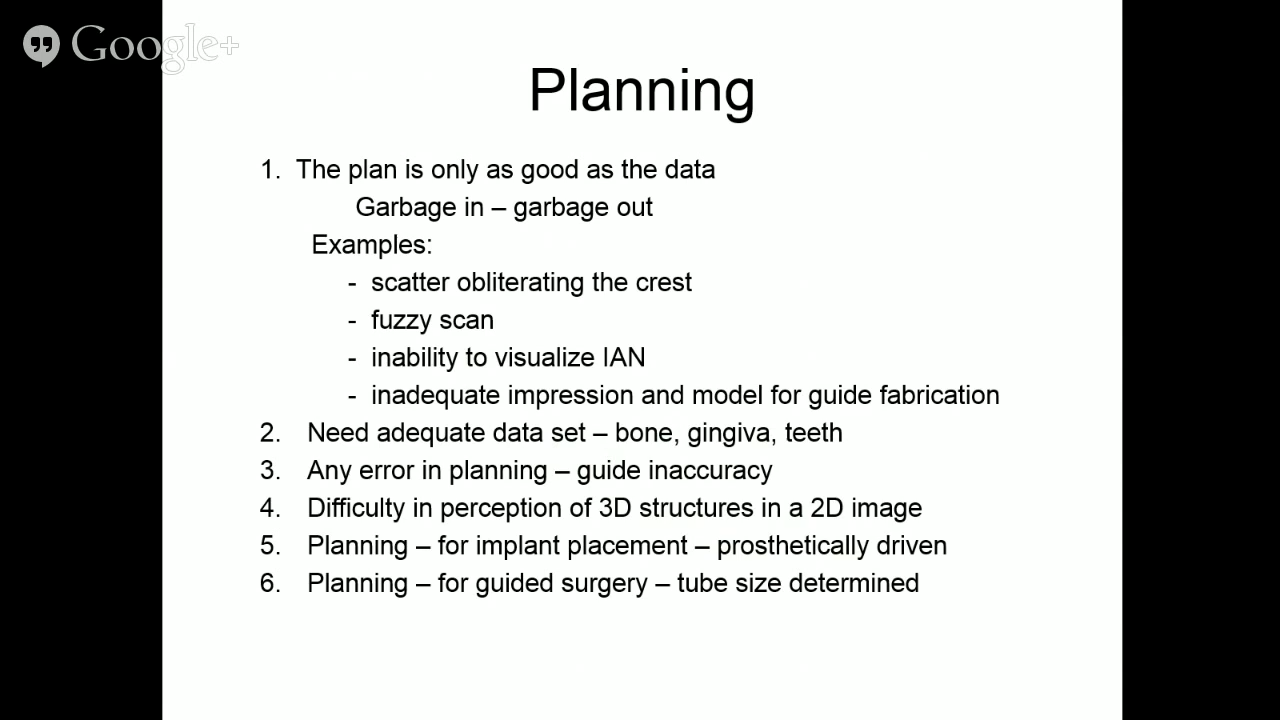 Google+
Planning
1. The plan is only as good as the data
Garbage in – garbage out
Examples:
- scatter obliterating the crest
- fuzzy scan
- inability to visualize IAN
- inadequate impression and model for guide fabrication
2. Need adequate data set – bone, gingiva, teeth
3. Any error in planning – guide inaccuracy
4. Difficulty in perception of 3D structures in a 2D image
5. Planning – for implant placement – prosthetically driven
6. Planning – for guided surgery – tube size determined